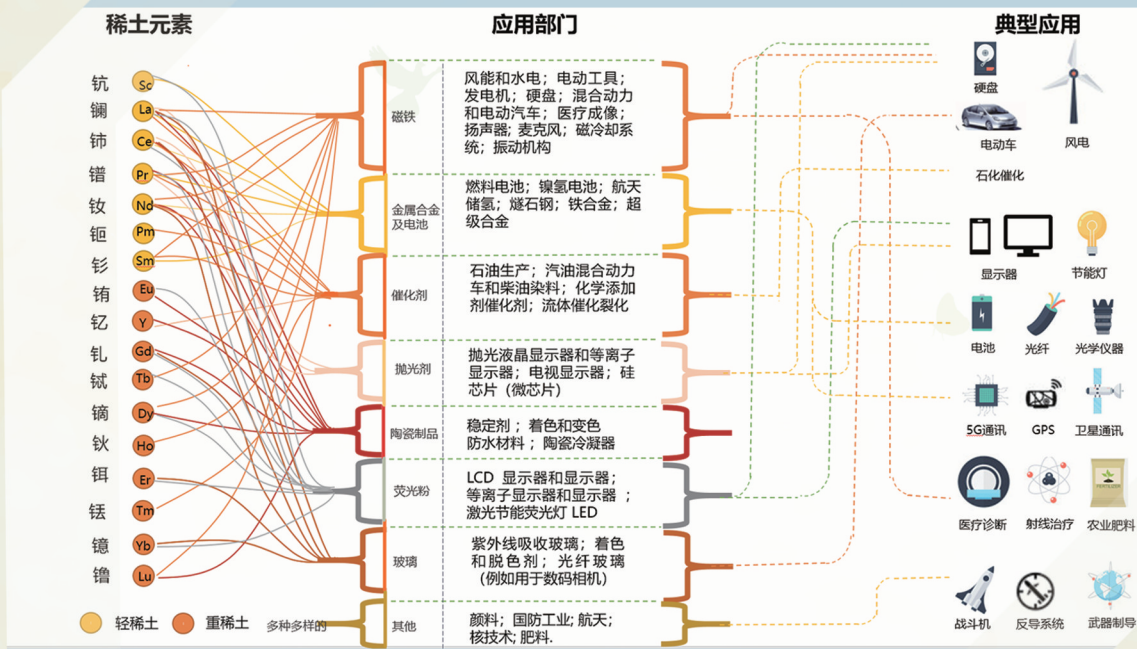 稀土元素
应用部门
典型应用
钪 Sc
镧 La
铈 Ce
镨 Pr
钕 Nd
钷 Pm
钐 Sm
铕 Eu
钇 Y
钆 Gd
铽 Tb
镝 Dy
钬 Ho
铒 Er
铥 Tm
镱 Yb
镥 Lu
轻稀土
重稀土
多种多样的
磁铁
风能和水电；电动工具；
发电机；硬盘；混合动力
和电动汽车；医疗成像；
扬声器; 麦克风；磁冷却系
统；振动机构
金属合金
及电池
燃料电池；镍氢电池；航天
储氢；燧石钢；铁合金；超
级合金
催化剂
石油生产；汽油混合动力
车和柴油染料；化学添加
剂催化剂；流体催化裂化
抛光剂
抛光液晶显示器和等离子
显示器；电视显示器；硅
芯片（微芯片）
陶瓷制品
稳定剂 ；着色和变色
防水材料 ；陶瓷冷凝器
荧光粉
LCD 显示器和显示器；
等离子显示器和显示器 ；
激光节能荧光灯 LED
玻璃
紫外线吸收玻璃；着色
和脱色剂；光纤玻璃
（例如用于数码相机）
其他
颜料；国防工业; 航天；
核技术; 肥料.
硬盘
电动车
风电
石化催化
显示器
节能灯
电池
光纤
光学仪器
5G通讯
GPS
卫星通讯
医疗诊断
射线治疗
农业肥料
战斗机
反导系统
武器制导